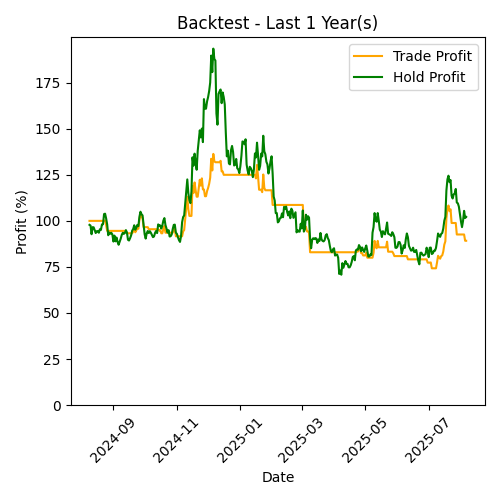 Backtest - Last 1 Year(s)
Trade Profit
Hold Profit
Profit (%)
175
150
125
100
75
50
25
0
2024-09
2024-11
2025-01
2025-03
2025-05
2025-07
Date